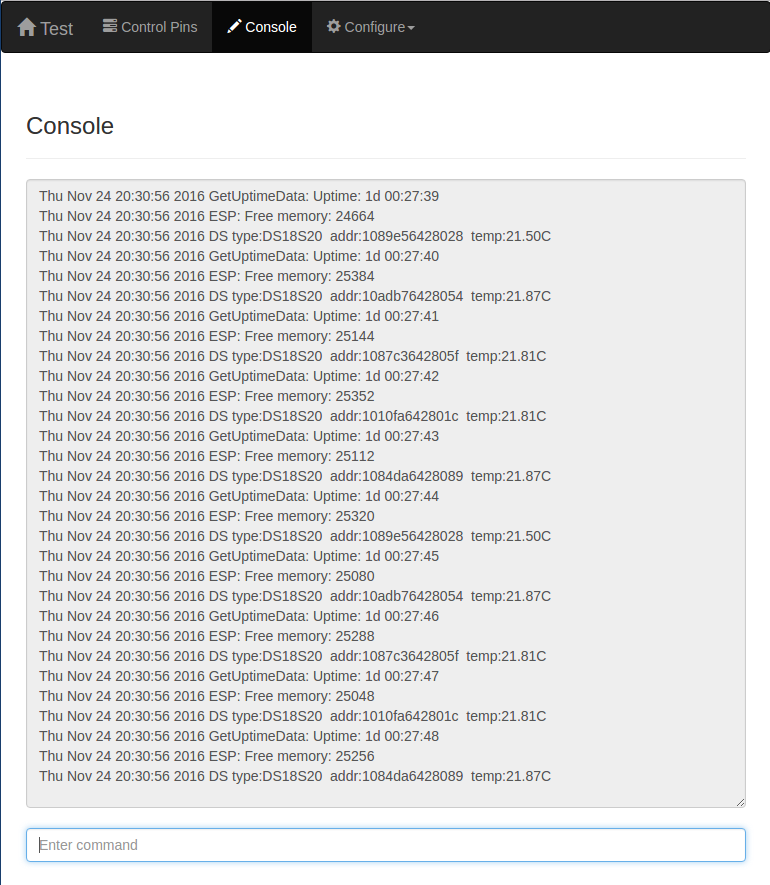 Test Control Pins Console Configure
Console
Thu Nov 24 20:30:56 2016 GetUptimeData: Uptime: 1d 00:27:39
Thu Nov 24 20:30:56 2016 ESP: Free memory: 24664
Thu Nov 24 20:30:56 2016 DS type:DS18S20  addr:1089e56428028  temp:21.50C
Thu Nov 24 20:30:56 2016 GetUptimeData: Uptime: 1d 00:27:40
Thu Nov 24 20:30:56 2016 ESP: Free memory: 25384
Thu Nov 24 20:30:56 2016 DS type:DS18S20  addr:10adb76428054  temp:21.87C
Thu Nov 24 20:30:56 2016 GetUptimeData: Uptime: 1d 00:27:41
Thu Nov 24 20:30:56 2016 ESP: Free memory: 25144
Thu Nov 24 20:30:56 2016 DS type:DS18S20  addr:1087c3642805f  temp:21.81C
Thu Nov 24 20:30:56 2016 GetUptimeData: Uptime: 1d 00:27:42
Thu Nov 24 20:30:56 2016 ESP: Free memory: 25352
Thu Nov 24 20:30:56 2016 DS type:DS18S20  addr:1010fa642801c  temp:21.81C
Thu Nov 24 20:30:56 2016 GetUptimeData: Uptime: 1d 00:27:43
Thu Nov 24 20:30:56 2016 ESP: Free memory: 25112
Thu Nov 24 20:30:56 2016 DS type:DS18S20  addr:1084da6428089  temp:21.87C
Thu Nov 24 20:30:56 2016 GetUptimeData: Uptime: 1d 00:27:44
Thu Nov 24 20:30:56 2016 ESP: Free memory: 25320
Thu Nov 24 20:30:56 2016 DS type:DS18S20  addr:1089e56428028  temp:21.50C
Thu Nov 24 20:30:56 2016 GetUptimeData: Uptime: 1d 00:27:45
Thu Nov 24 20:30:56 2016 ESP: Free memory: 25080
Thu Nov 24 20:30:56 2016 DS type:DS18S20  addr:10adb76428054  temp:21.87C
Thu Nov 24 20:30:56 2016 GetUptimeData: Uptime: 1d 00:27:46
Thu Nov 24 20:30:56 2016 ESP: Free memory: 25288
Thu Nov 24 20:30:56 2016 DS type:DS18S20  addr:1087c3642805f  temp:21.81C
Thu Nov 24 20:30:56 2016 GetUptimeData: Uptime: 1d 00:27:47
Thu Nov 24 20:30:56 2016 ESP: Free memory: 25048
Thu Nov 24 20:30:56 2016 DS type:DS18S20  addr:1010fa642801c  temp:21.81C
Thu Nov 24 20:30:56 2016 GetUptimeData: Uptime: 1d 00:27:48
Thu Nov 24 20:30:56 2016 ESP: Free memory: 25256
Thu Nov 24 20:30:56 2016 DS type:DS18S20  addr:1084da6428089  temp:21.87C
Enter command